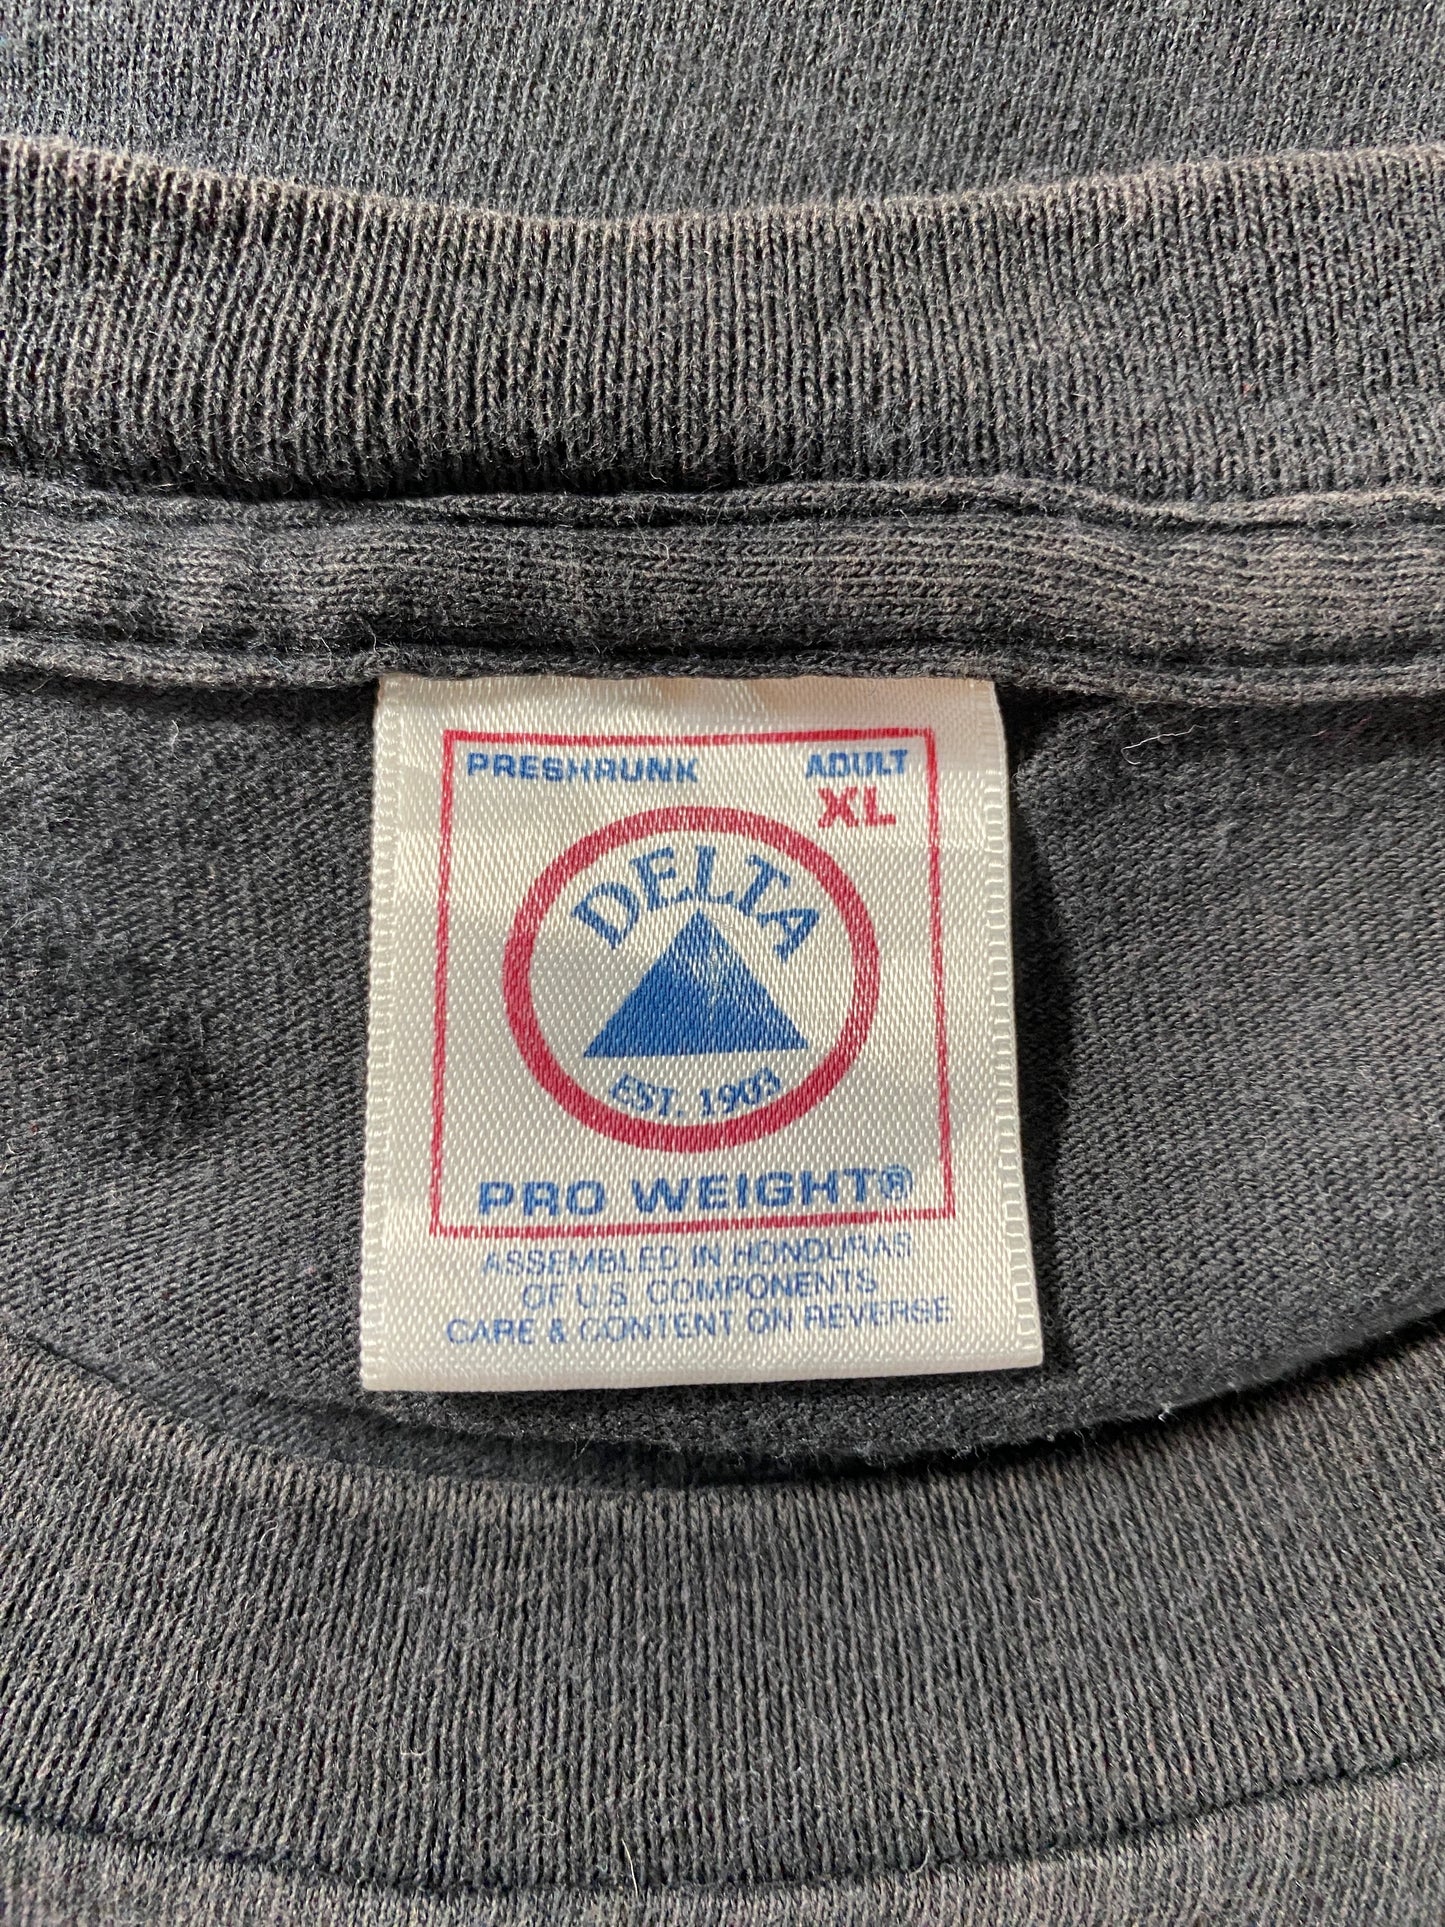 PRESHRUNK ADULT
XL
DELTA
EST. 1903
PRO WEIGHT®
ASSEMBLED IN HONDURAS
OF U.S. COMPONENTS
CARE & CONTENT ON REVERSE